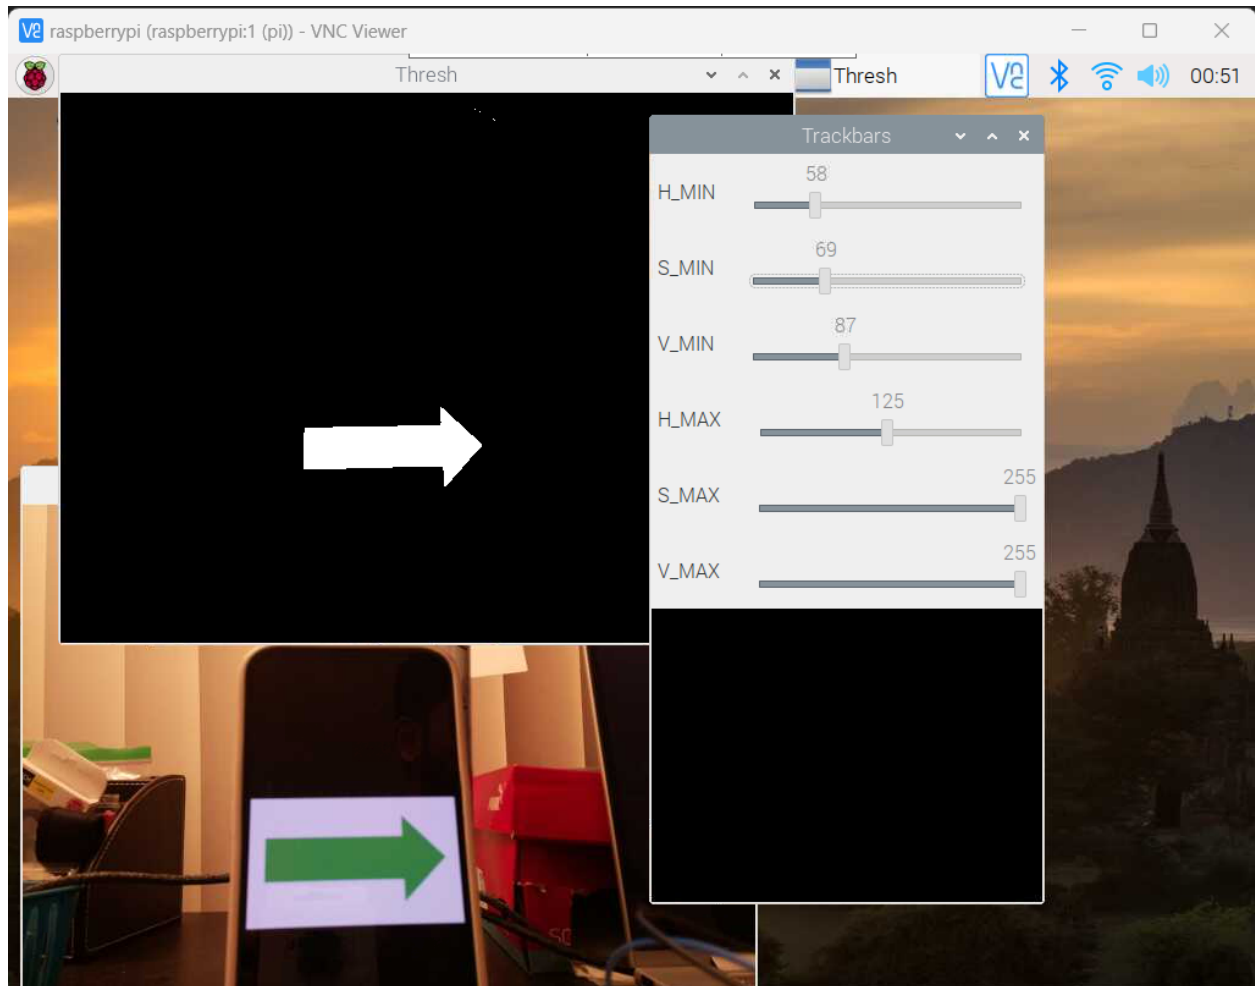 raspberrypi (raspberrypi:1 (pi)) - VNC Viewer
Thresh
Thresh
00:51
Trackbars
58
H_MIN
69
S_MIN
87
V_MIN
125
H_MAX
255
S_MAX
255
V_MAX